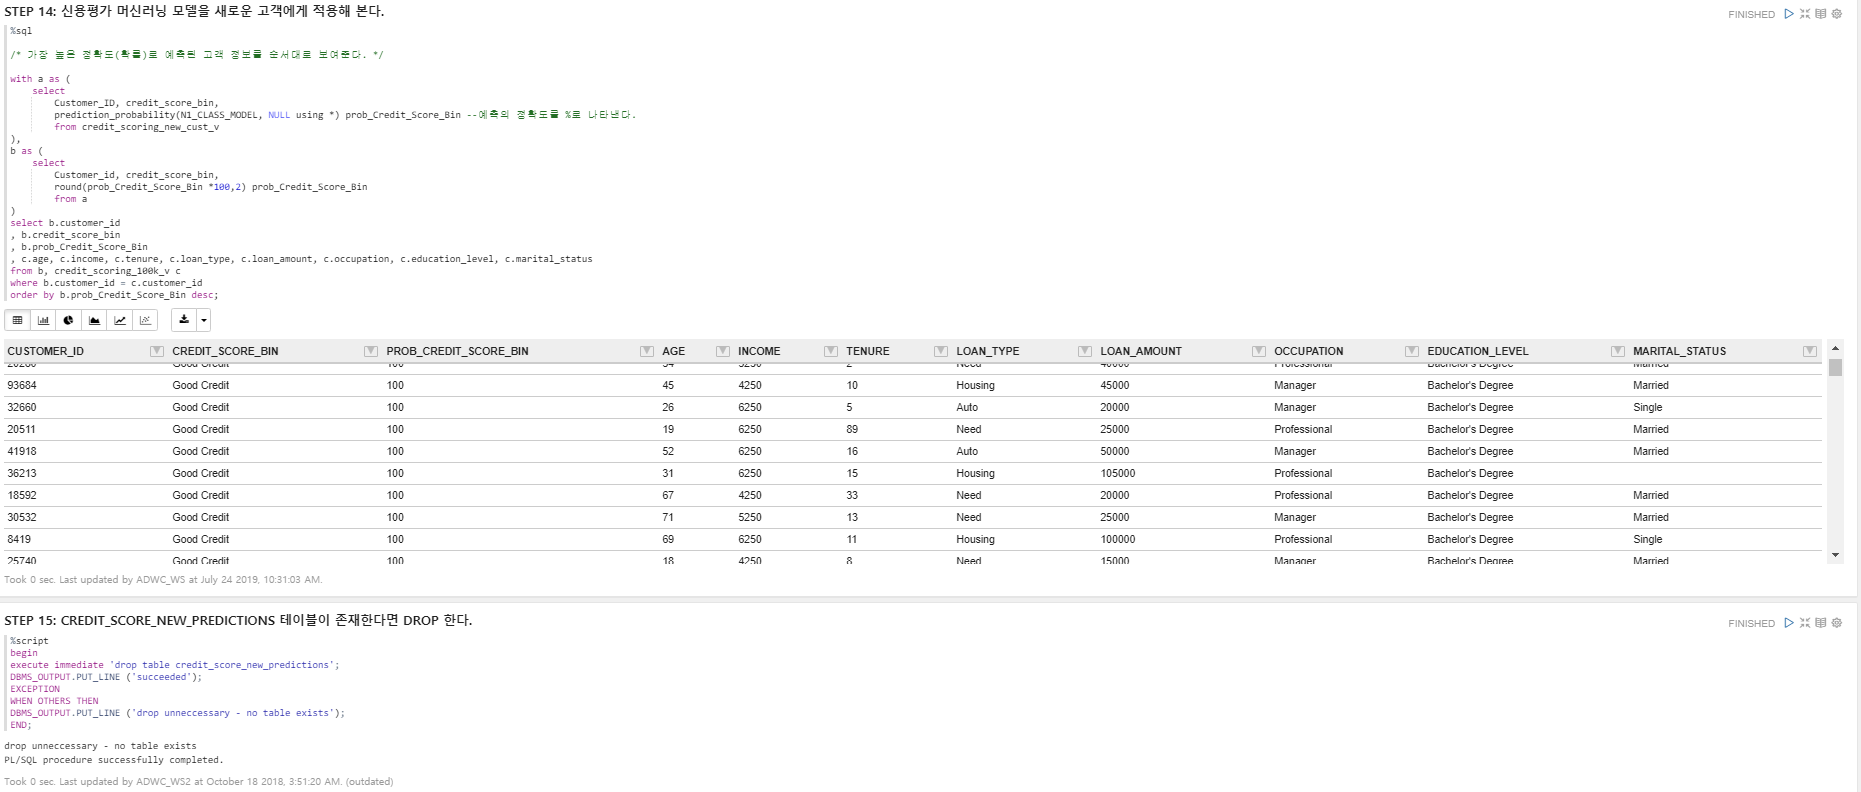 STEP 14: 신용평가 머신러닝 모델을 새로운 고객에게 적용해 본다.
FINISHED
%sql
/* 가장 높은 정확도(확률)로 예측된 고객 정보를 순서대로 보여준다. */
with a as (
select
Customer_ID, credit_score_bin,
prediction_probability(N1_CLASS_MODEL, NULL using *) prob_Credit_Score_Bin --예측의 정확도를 %로 나타낸다.
from credit_scoring_new_cust_v
),
b as (
select
Customer_id, credit_score_bin,
round(prob_Credit_Score_Bin *100,2) prob_Credit_Score_Bin
from a
)
select b.customer_id
, b.credit_score_bin
, b.prob_Credit_Score_Bin
, c.age, c.income, c.tenure, c.loan_type, c.loan_amount, c.occupation, c.education_level, c.marital_status
from b, credit_scoring_100k_v c
where b.customer_id = c.customer_id
order by b.prob_Credit_Score_Bin desc;
CUSTOMER_ID CREDIT_SCORE_BIN PROB_CREDIT_SCORE_BIN AGE INCOME TENURE LOAN_TYPE LOAN_AMOUNT OCCUPATION EDUCATION_LEVEL MARITAL_STATUS
Good Credit 100 Need Professional Bachelor's Degree Married
93684 Good Credit 100 45 4250 10 Housing 45000 Manager Bachelor's Degree Married
32660 Good Credit 100 26 6250 5 Auto 20000 Manager Bachelor's Degree Single
20511 Good Credit 100 19 6250 89 Need 25000 Professional Bachelor's Degree Married
41918 Good Credit 100 52 6250 16 Auto 50000 Manager Bachelor's Degree Married
36213 Good Credit 100 31 6250 15 Housing 105000 Professional Bachelor's Degree
18592 Good Credit 100 67 4250 33 Need 20000 Professional Bachelor's Degree Married
30532 Good Credit 100 71 5250 13 Need 25000 Manager Bachelor's Degree Married
8419 Good Credit 100 69 6250 11 Housing 100000 Professional Bachelor's Degree Single
25740 Good Credit 100 18 4250 8 Need 15000 Manager Bachelor's Degree Married
Took 0 sec. Last updated by ADWC_WS at July 24 2019, 10:31:03 AM.
STEP 15: CREDIT_SCORE_NEW_PREDICTIONS 테이블이 존재한다면 DROP 한다.
FINISHED
%script
begin
execute immediate 'drop table credit_score_new_predictions';
DBMS_OUTPUT.PUT_LINE ('succeeded');
EXCEPTION
WHEN OTHERS THEN
DBMS_OUTPUT.PUT_LINE ('drop unneccessary - no table exists');
END;
drop unneccessary - no table exists
PL/SQL procedure successfully completed.
Took 0 sec. Last updated by ADWC_WS2 at October 18 2018, 3:51:20 AM. (outdated)